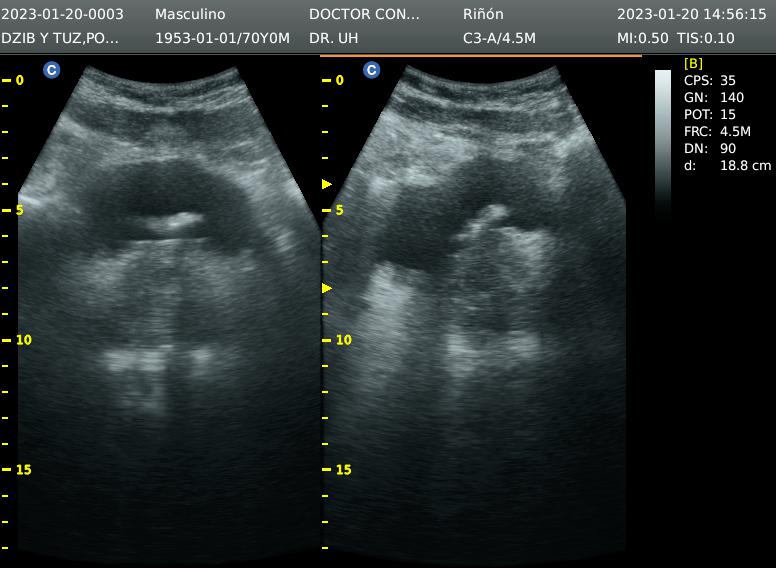 2023-01-20-0003 Masculino DOCTOR CON... Riñón 2023-01-20 14:56:15
DZIB Y TUZ,PO... 1953-01-01/70Y0M DR. UH C3-A/4.5M MI:0.50 TIS:0.10
C C
[B]
CPS: 35
GN: 140
POT: 15
FRC: 4.5M
DN: 90
d: 18.8 cm
0 0
5 5
10 10
15 15